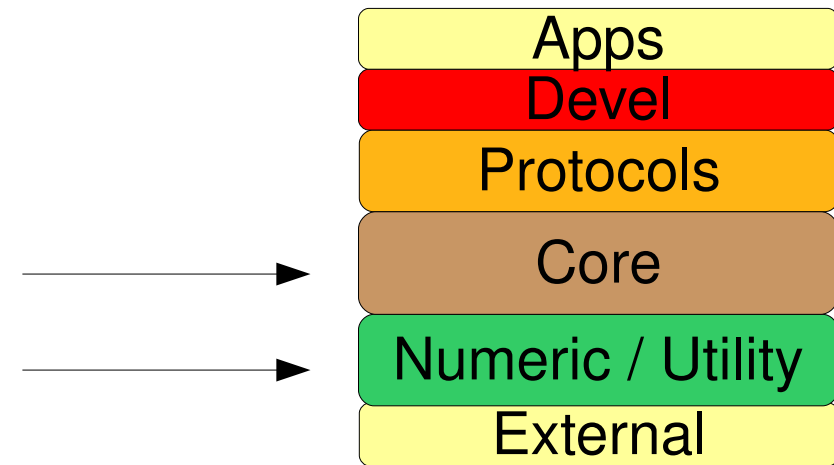 Apps
Devel
Protocols
Core
Numeric / Utility
External